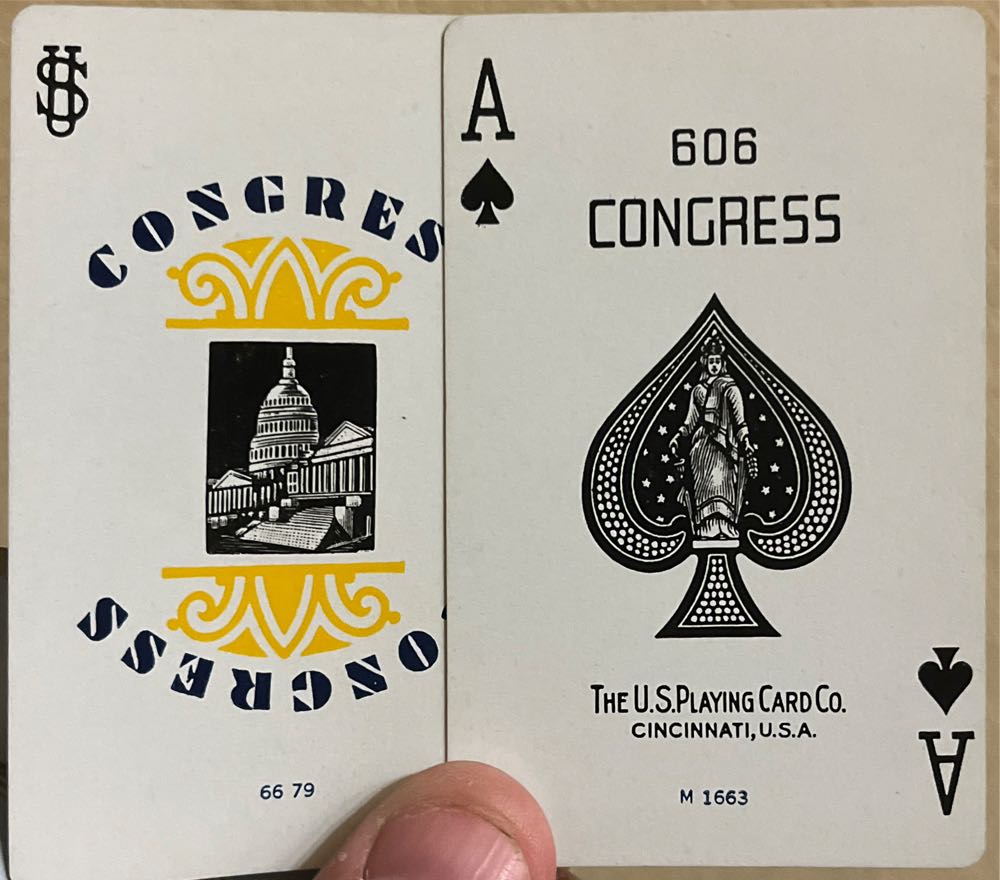 US
CONGRES
CONGRESS
66 79
A
606
CONGRESS
THE U.S. PLAYING CARD CO.
CINCINNATI, U.S.A.
M 1663
A